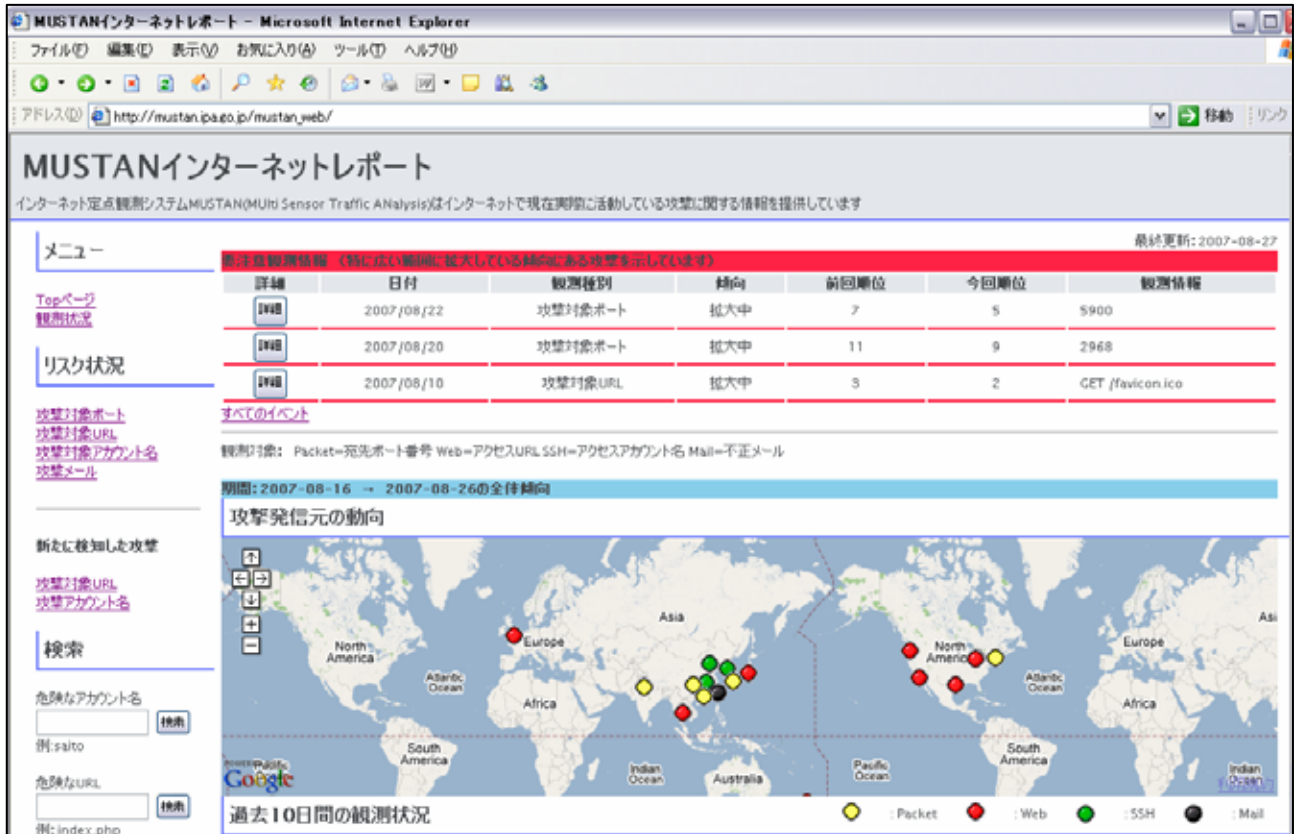 MUSTANインターネットレポート - Microsoft Internet Explorer
ファイル(F) 編集(E) 表示(V) お気に入り(A) ツール(T) ヘルプ(H)
アドレス(D) http://mustan.ipa.go.jp/mustan_web/ 移動 リンク
MUSTANインターネットレポート
インターネット定点観測システムMUSTAN(MUlti Sensor Traffic ANalysis)はインターネットで現在実際に活動している攻撃に関する情報を提供しています
最終更新:2007-08-27
メニュー
Topページ
観測状況
リスク状況
攻撃対象ポート
攻撃対象URL
攻撃対象アカウント名
攻撃メール
新たに検知した攻撃
攻撃対象URL
攻撃アカウント名
検索
危険なアカウント名
検索
例:saito
危険なURL
検索
例:index.php
要注意観測情報 (特に広い範囲に拡大している傾向にある攻撃を示しています)
詳細 日付 観測種別 傾向 前回順位 今回順位 観測情報
詳細 2007/08/22 攻撃対象ポート 拡大中 7 5 5900
詳細 2007/08/20 攻撃対象ポート 拡大中 11 9 2968
詳細 2007/08/10 攻撃対象URL 拡大中 3 2 GET /favicon.ico
すべてのイベント
観測対象: Packet=宛先ポート番号 Web=アクセスURL SSH=アクセスアカウント名 Mail=不正メール
期間:2007-08-16 → 2007-08-26の全体傾向
攻撃発信元の動向
Asia
North America
Europe
Atlantic Ocean
Africa
South America
Indian Ocean
Australia
Pacific Ocean
North America
Atlantic Ocean
Europe
Africa
South America
Indian Ocean
Google
過去10日間の観測状況 : Packet : Web : SSH : Mail